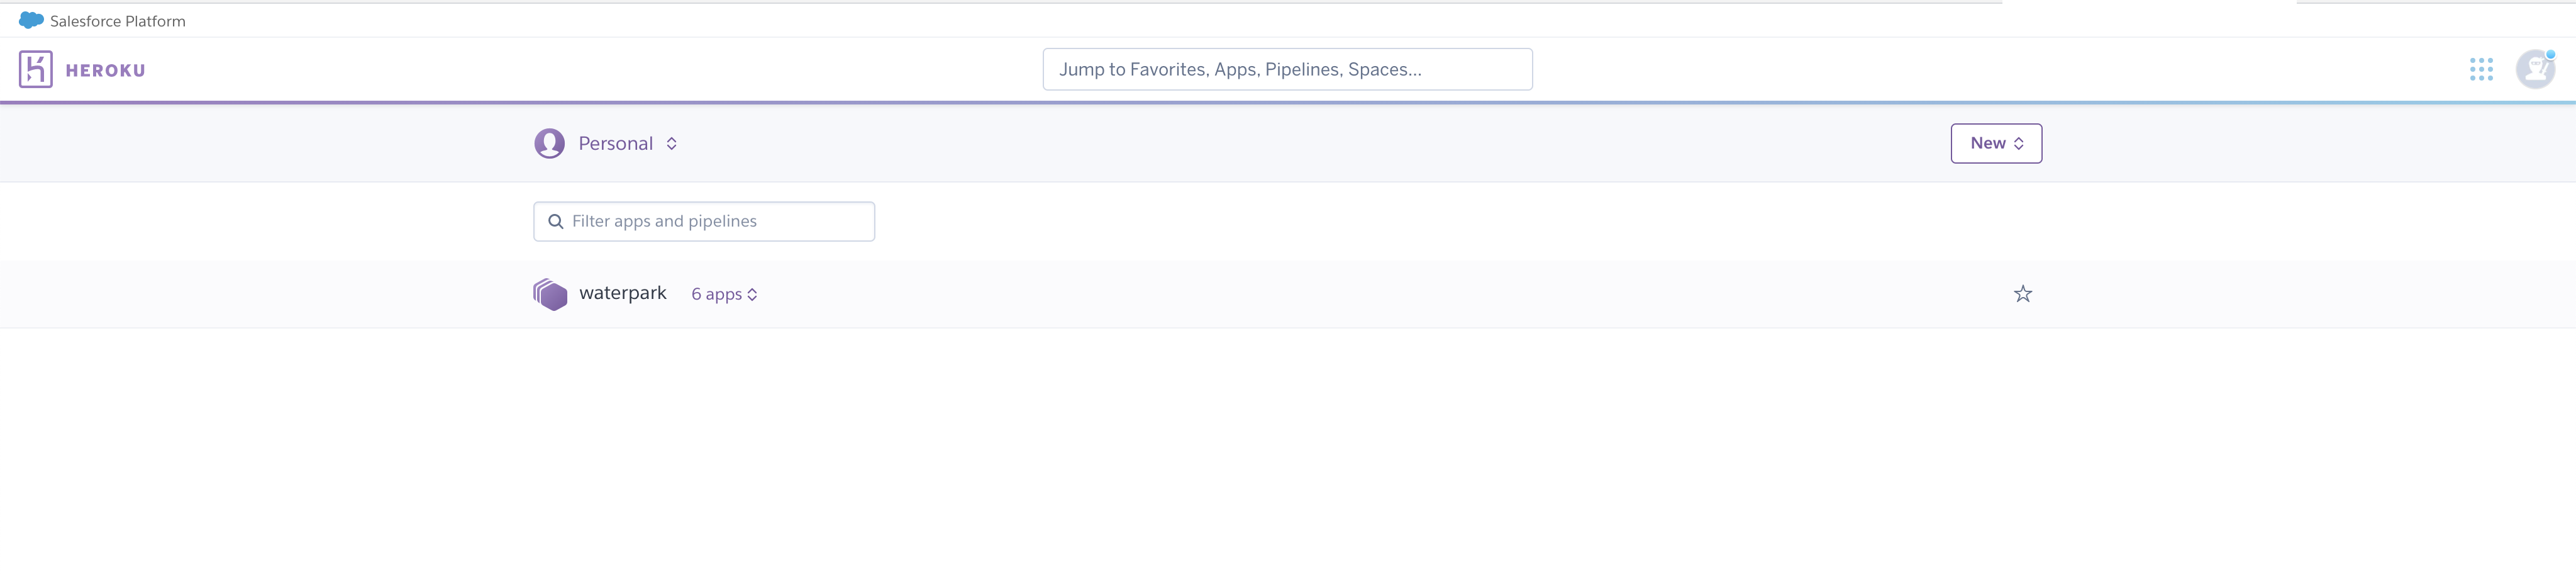 Salesforce Platform
HEROKU
Jump to Favorites, Apps, Pipelines, Spaces...
Personal
New
Filter apps and pipelines
waterpark 6 apps